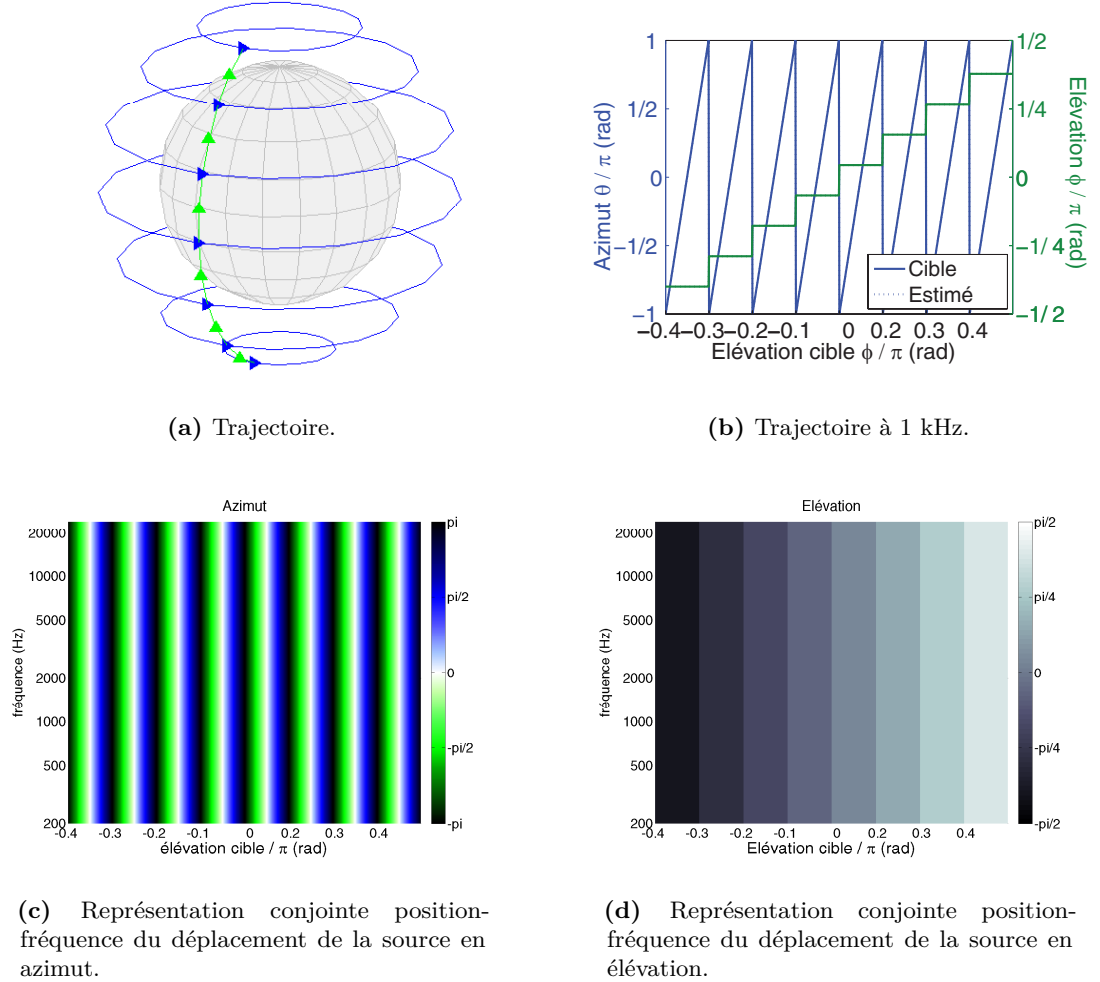 (a) Trajectoire.
1
1/2
0
−1/2
−1
Azimut θ / π (rad)
1/2
1/4
0
−1/4
−1/2
Elévation ϕ / π (rad)
Cible
Estimé
−0.4 −0.3 −0.2 −0.1 0 0.2 0.3 0.4
Elévation cible ϕ / π (rad)
(b) Trajectoire à 1 kHz.
Azimut
20000
10000
5000
2000
1000
500
200
fréquence (Hz)
-0.4 -0.3 -0.2 -0.1 0 0.2 0.3 0.4
élévation cible / π (rad)
pi
pi/2
0
-pi/2
-pi
(c) Représentation conjointe position-
fréquence du déplacement de la source en
azimut.
Elévation
20000
10000
5000
2000
1000
500
200
fréquence (Hz)
-0.4 -0.3 -0.2 -0.1 0 0.2 0.3 0.4
Elévation cible / π (rad)
pi/2
pi/4
0
-pi/4
-pi/2
(d) Représentation conjointe position-
fréquence du déplacement de la source en
élévation.